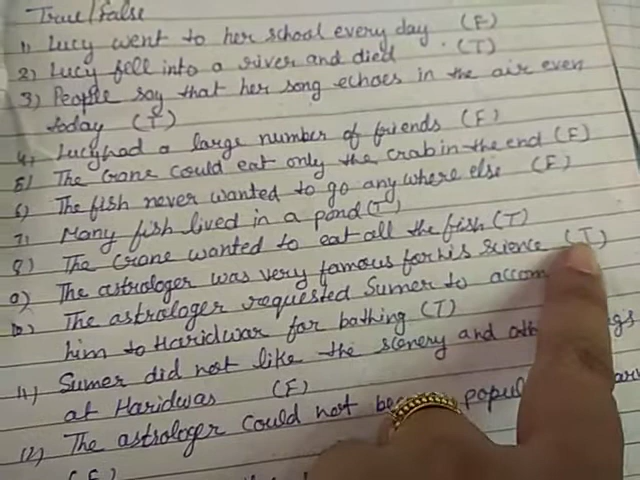 True/False
1) Lucy went to her school every day (F)
2) Lucy fell into a river and died (T)
3) People say that her song echoes in the air even
today (T)
4) Lucy had a large number of friends (F)
5) The crane could eat only the crab in the end (F)
6) The fish never wanted to go any where else (F)
7) Many fish lived in a pond (T)
8) The crane wanted to eat all the fish (T)
9) The astrologer was very famous for his science (T)
10) The astrologer requested Sumer to accom
him to Haridwar for bathing (T)
11) Sumer did not like the scenery and
at Haridwas (F)
12) The astrologer could not popul
(F)